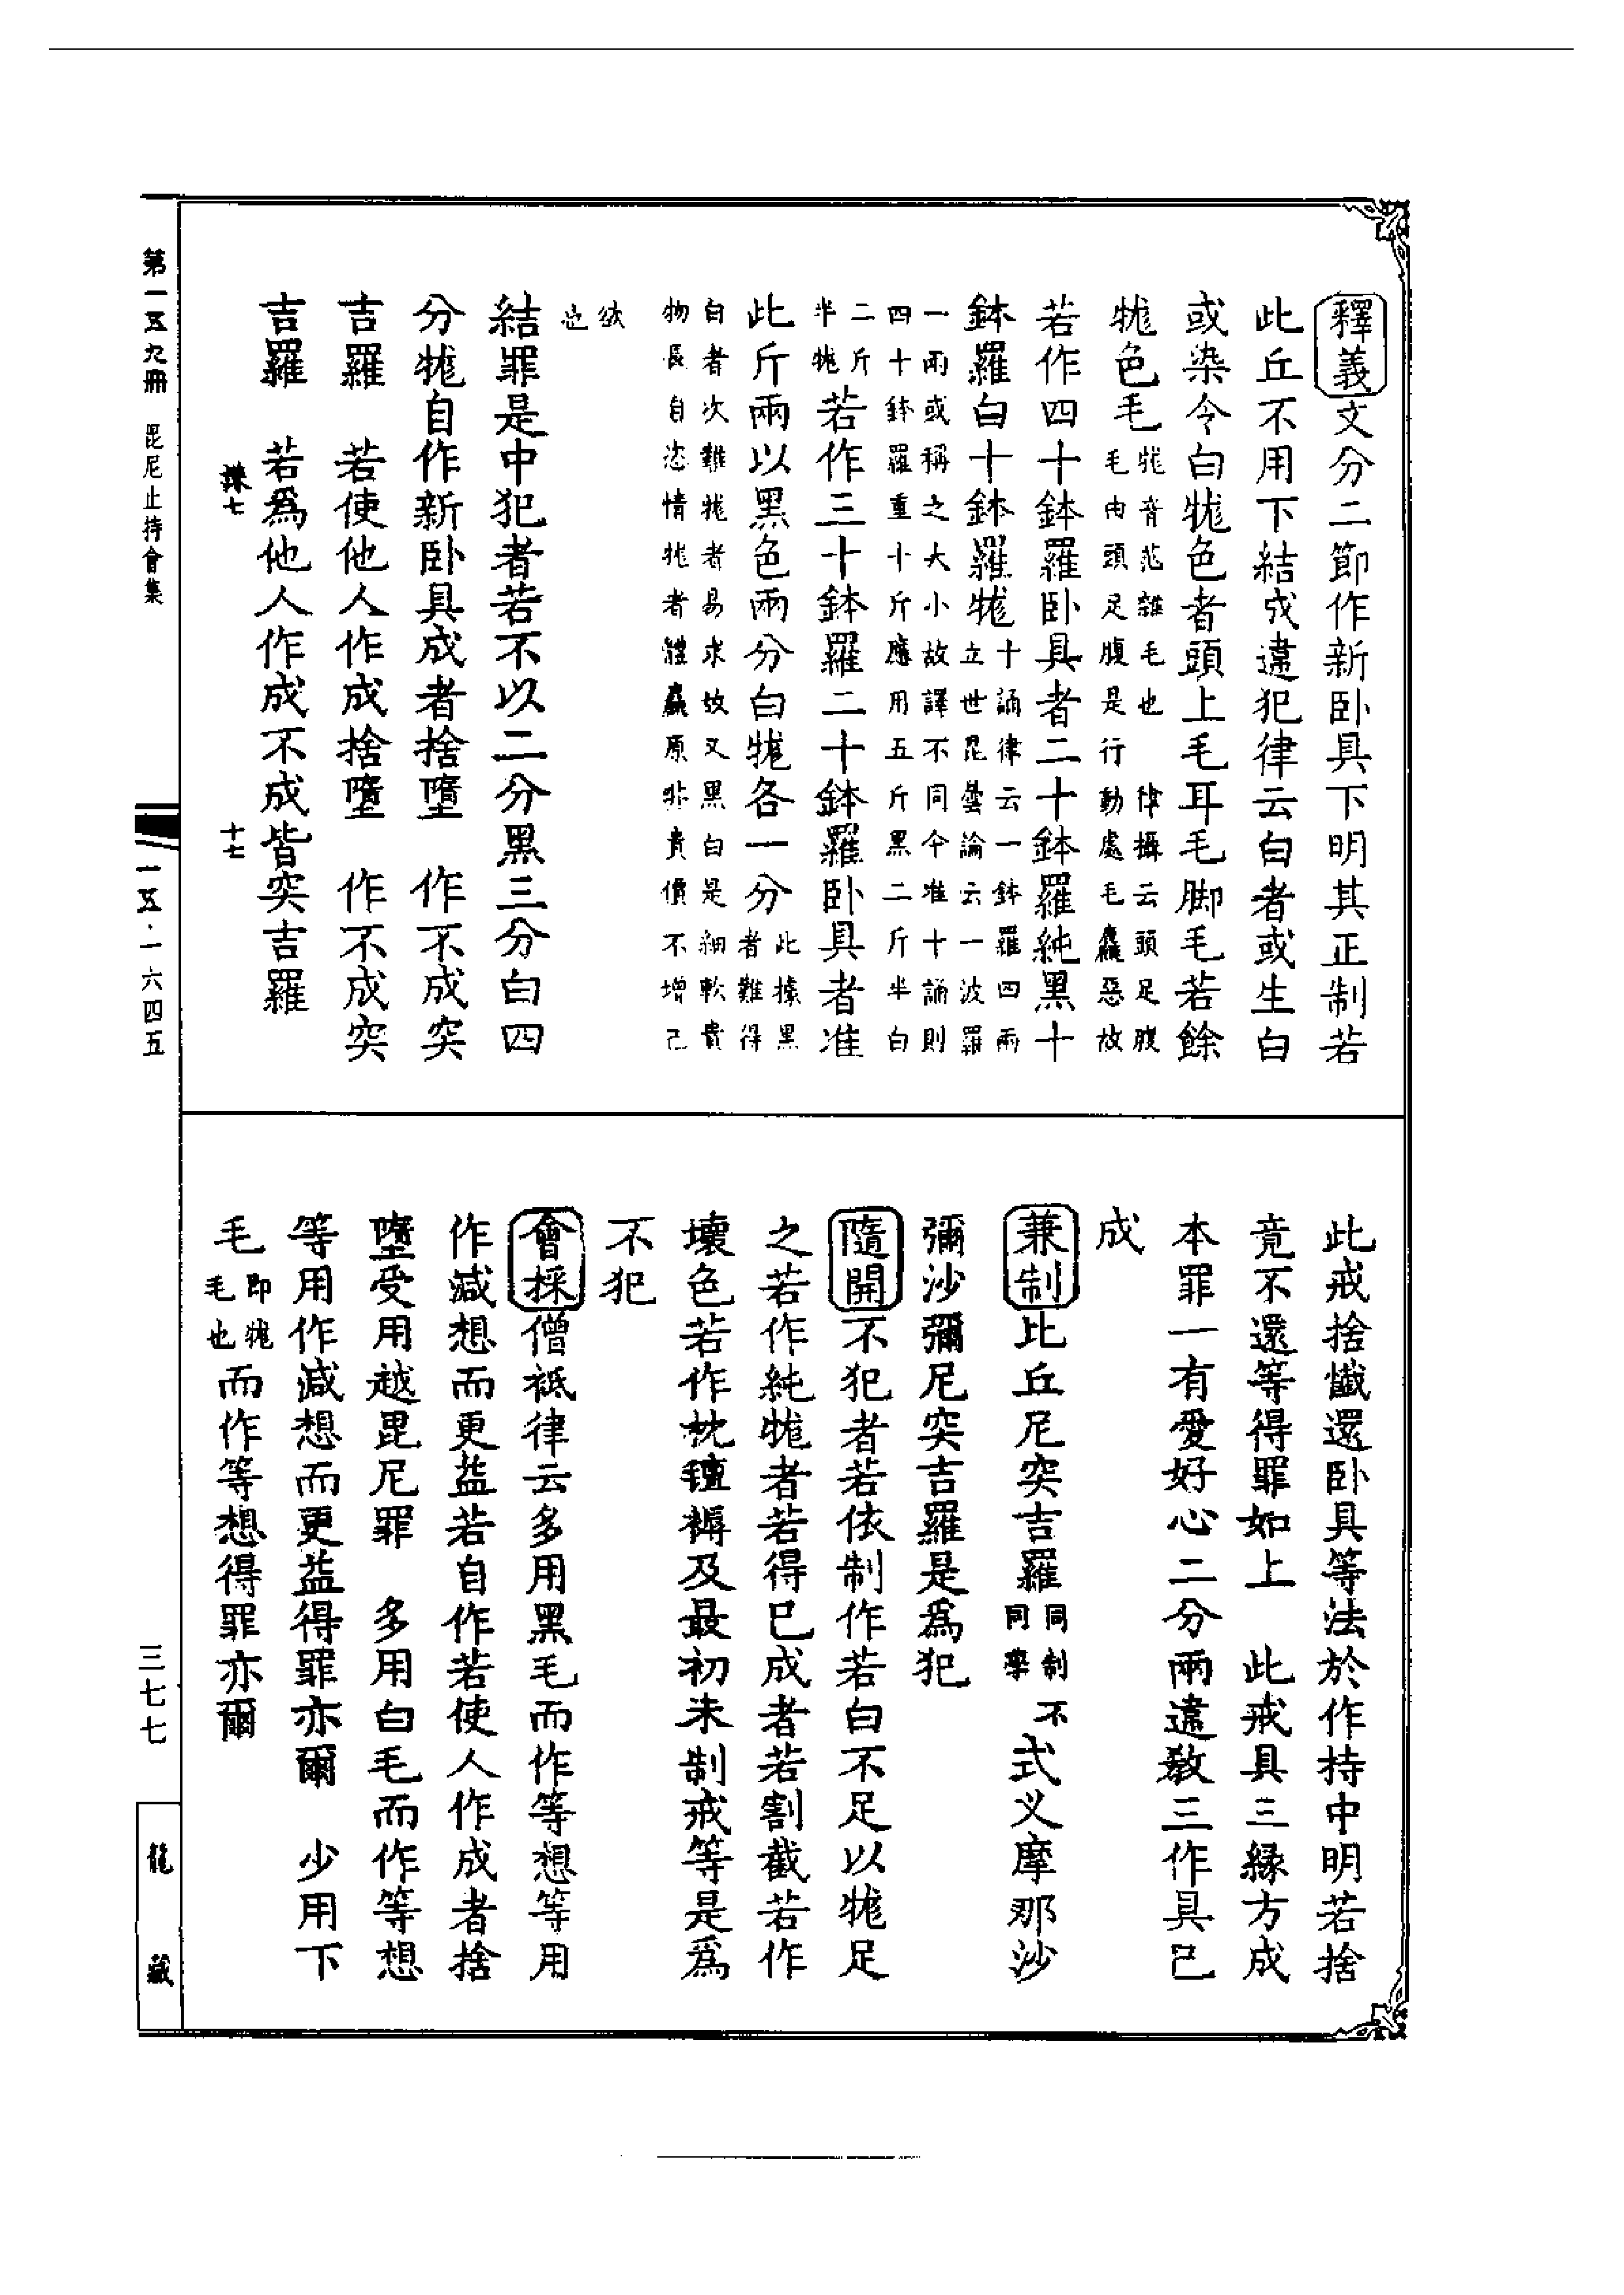 釋義文分二節作新卧具下明其正制若
比丘不用下結成違犯律云白者或生白
或染令白牻色者頭上毛耳毛脚毛若餘
牻色毛牻音茫雜毛也 律攝云頭足腹毛由頭足腹是行動處毛麤惡故
若作四十鉢羅卧具者二十鉢羅純黑十
鉢羅白十鉢羅牻十誦律云一鉢羅四兩立世毘曇論云一波羅
一兩或稱之大小故譯不同今准十誦則四十鉢羅重十斤應用五斤黑二斤半白
二斤半牻若作三十鉢羅二十鉢羅卧具者准
此斤兩以黑色兩分白牻各一分此據黑者難得
白者次難牻者易求故又黑白是細軟貴物長自恣情牻者體麤原非貴價不增己
欲也
結罪是中犯者若不以二分黑三分白四
分牻自作新卧具成者捨墮 作不成突
吉羅 若使他人作成捨墮 作不成突
吉羅 若爲他人作成不成皆突吉羅
此戒捨懺還卧具等法於作持中明若捨
竟不還等得罪如上 此戒具三緣方成
本罪一有愛好心二分兩違教三作具已
成
兼制比丘尼突吉羅同制不同學式义摩那沙
彌沙彌尼突吉羅是爲犯
隨開不犯者若依制作若白不足以牻足
之若作純牻者若得已成者若割截若作
壞色若作枕氈褥及最初未制戒等是爲
不犯
會採僧祇律云多用黑毛而作等想等用
作減想而更益若自作若使人作成者捨
墮受用越毘尼罪 多用白毛而作等想
等用作減想而更益得罪亦爾 少用下
毛即牻毛也而作等想得罪亦爾
第一五九冊 毘尼止持會集
諫七 十七
一五·一六四五
三七七
龍藏